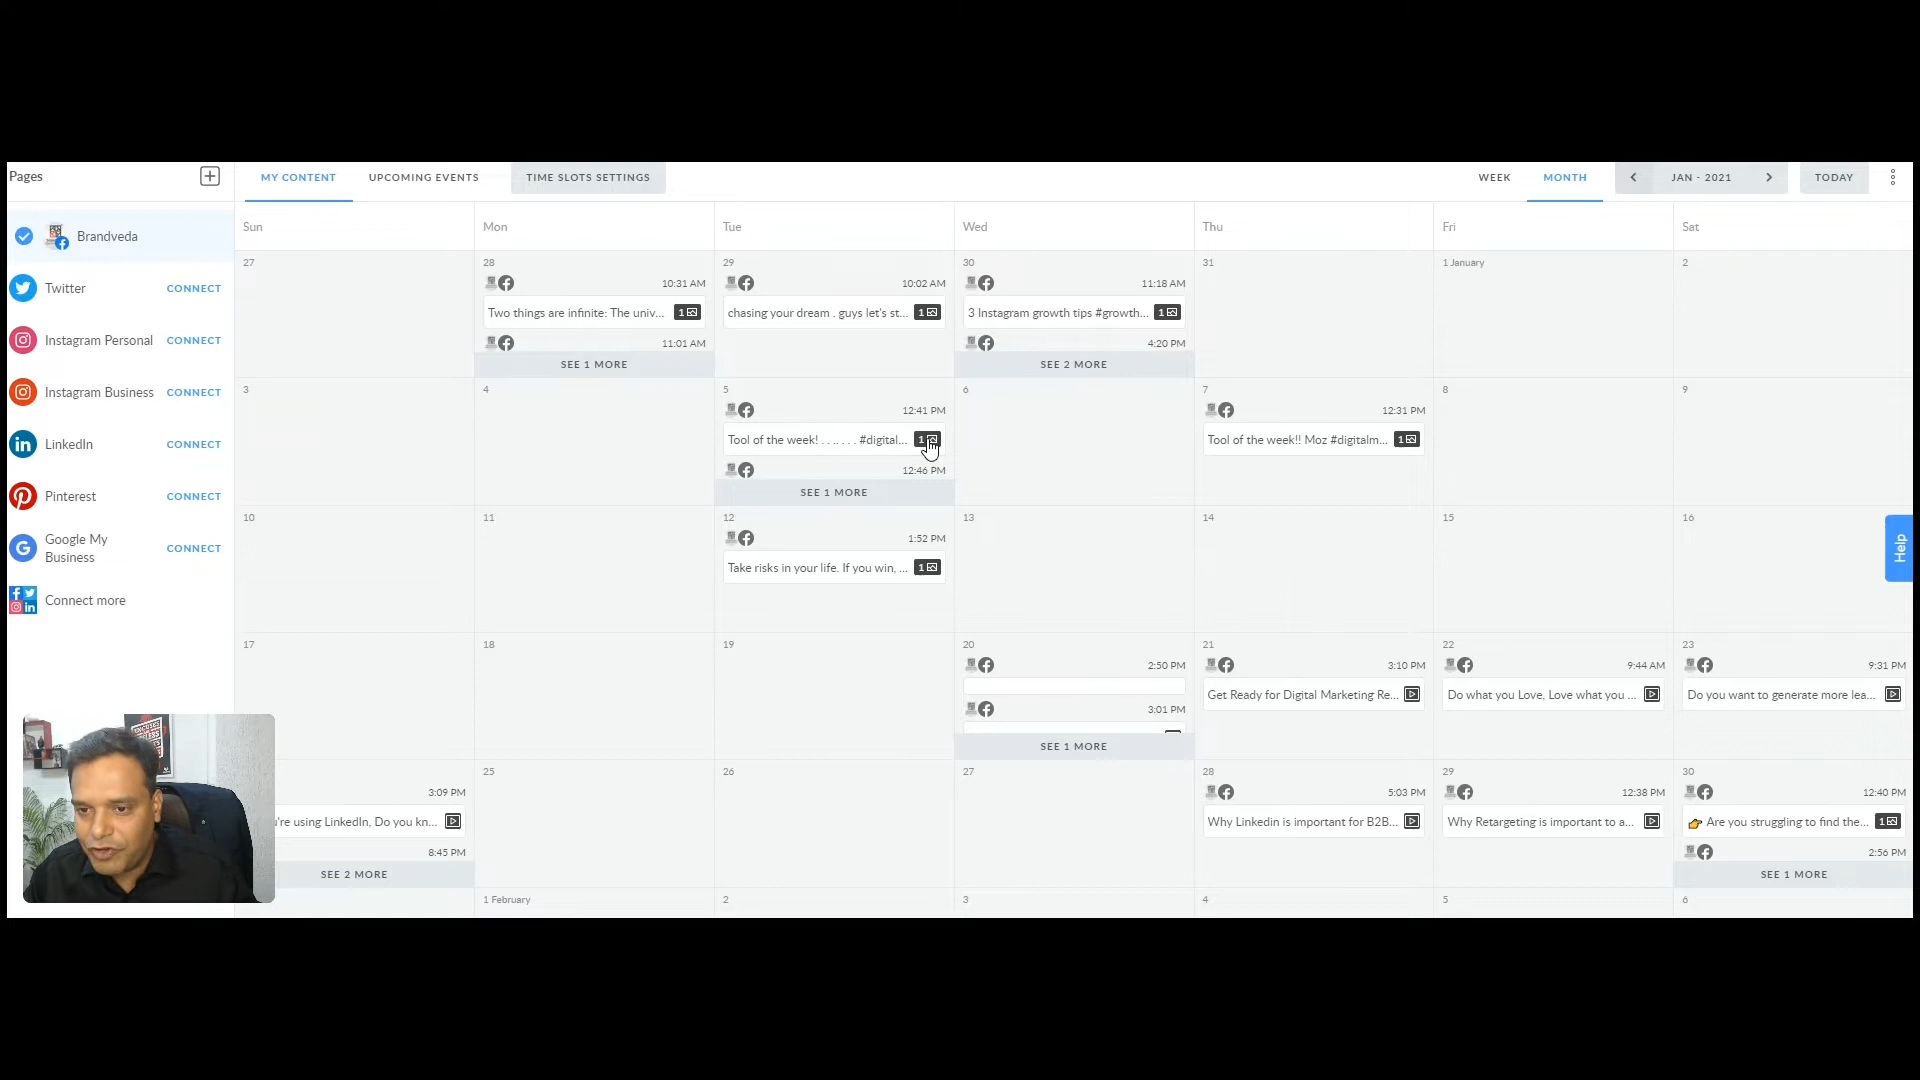 Pages
MY CONTENT
UPCOMING EVENTS
TIME SLOTS SETTINGS
WEEK
MONTH
JAN - 2021
TODAY
Brandveda
Twitter
CONNECT
Instagram Personal
CONNECT
Instagram Business
CONNECT
LinkedIn
CONNECT
Pinterest
CONNECT
Google My
Business
CONNECT
Connect more
Sun Mon Tue Wed Thu Fri Sat
27
28
10:31 AM
Two things are infinite: The univ... 1
11:01 AM
SEE 1 MORE
29
10:02 AM
chasing your dream . guys let's st... 1
30
11:18 AM
3 Instagram growth tips #growth... 1
4:20 PM
SEE 2 MORE
31
1 January
2
3
4
5
12:41 PM
Tool of the week! . . .. . . . #digital... 1
12:46 PM
SEE 1 MORE
6
7
12:31 PM
Tool of the week!! Moz #digitalm... 1
8
9
10
11
12
1:52 PM
Take risks in your life. If you win, ... 1
13
14
15
16
17
18
19
20
2:50 PM
3:01 PM
SEE 1 MORE
21
3:10 PM
Get Ready for Digital Marketing Re...
22
9:44 AM
Do what you Love, Love what you ...
23
9:31 PM
Do you want to generate more lea...
3:09 PM
're using LinkedIn, Do you kn...
8:45 PM
SEE 2 MORE
25
26
27
28
5:03 PM
Why Linkedin is important for B2B...
29
12:38 PM
Why Retargeting is important to a...
30
12:40 PM
Are you struggling to find the... 1
2:56 PM
SEE 1 MORE
1 February
2
3
4
5
6
Help